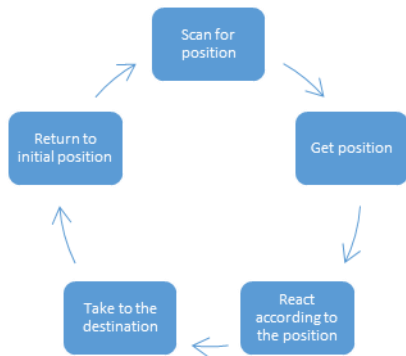 Scan for
position
Get position
React
according to
the position
Take to the
destination
Return to
initial position